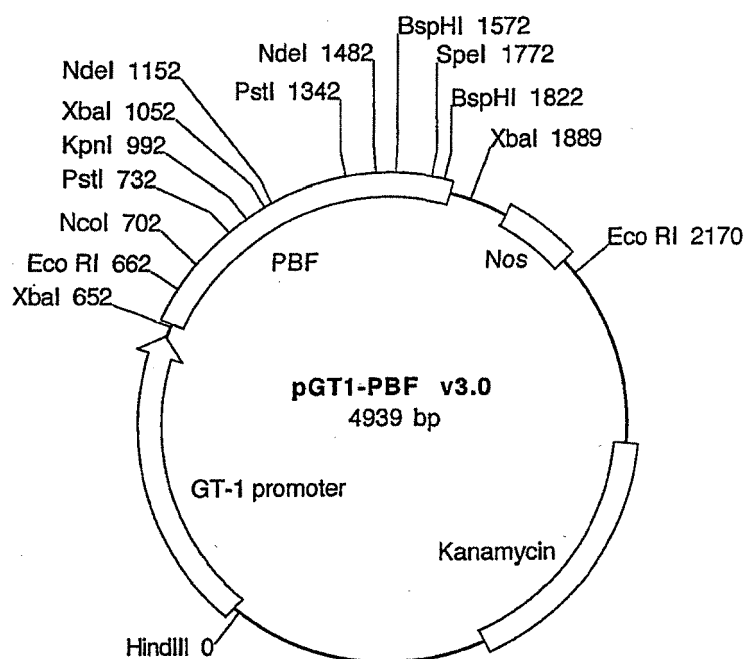 BspHI 1572
NdeI 1482
SpeI 1772
NdeI 1152
PstI 1342
BspHI 1822
XbaI 1052
XbaI 1889
KpnI 992
PstI 732
NcoI 702
Eco RI 2170
Eco RI 662
PBF
Nos
XbaI 652
pGT1-PBF v3.0
4939 bp
GT-1 promoter
Kanamycin
HindIII 0